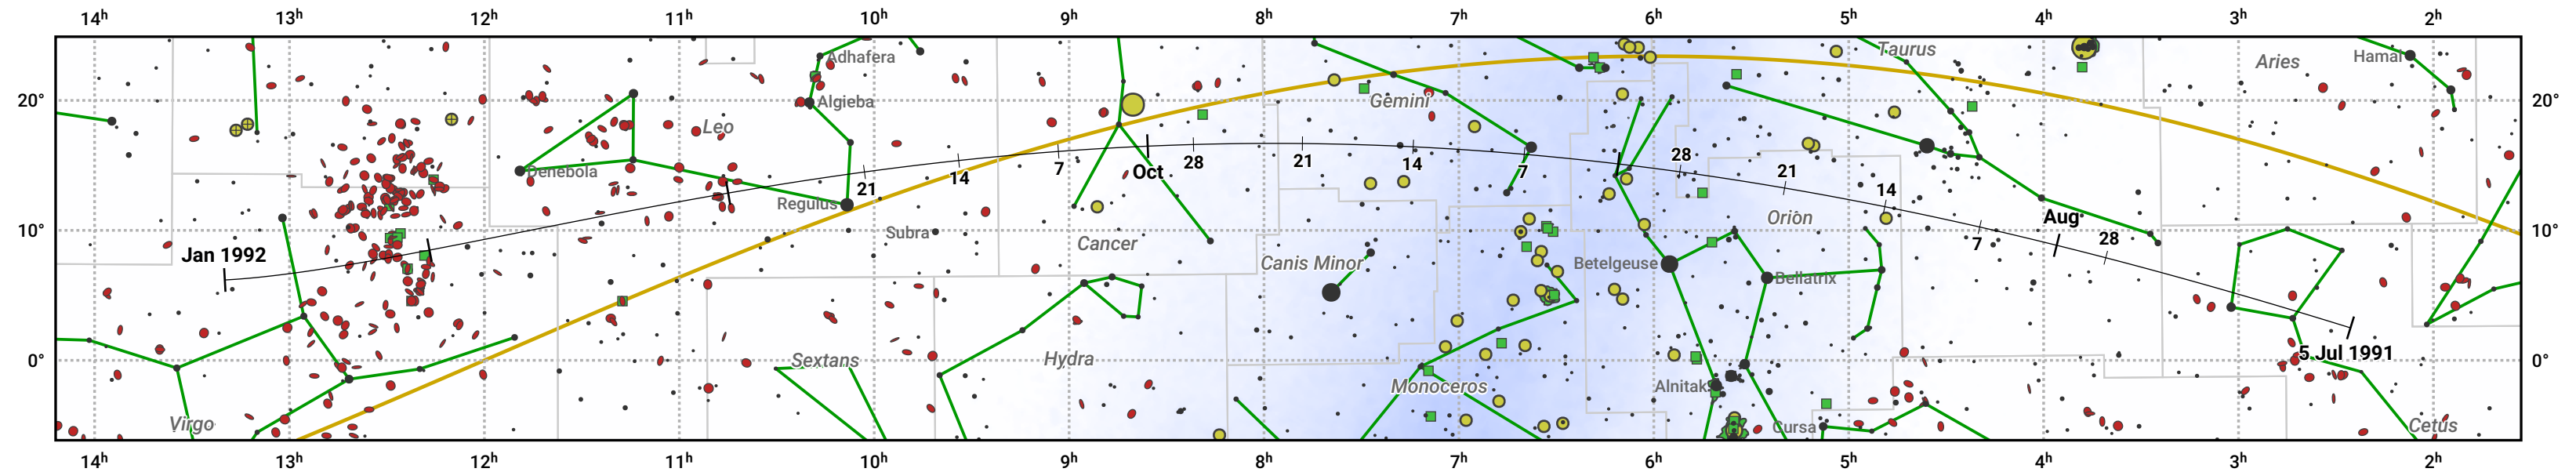 14h 13h 12h 11h 10h 9h 8h 7h 6h 5h 4h 3h 2h
Adhafera
Taurus
Aries
Hamal
20°
Algieba
Gemini
20°
Leo
Denebola
Oct
28
21
14
7
28
21
14
7
14
21
Regulus
Aug
28
7
Orion
10°
Subra
Cancer
10°
Jan 1992
Canis Minor
Betelgeuse
Bellatrix
0°
Sextans
Hydra
5 Jul 1991
0°
Monoceros
Alnitak
Virgo
Cursa
Cetus
14h 13h 12h 11h 10h 9h 8h 7h 6h 5h 4h 3h 2h